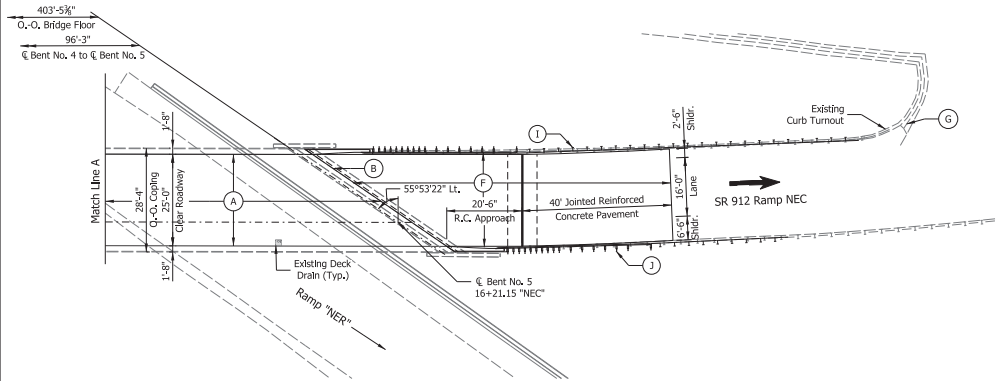 403'-5⅝"
O.-O. Bridge Floor
96'-3"
℄ Bent No. 4 to ℄ Bent No. 5
Match Line A
1'-8"
28'-4"
O.-O. Coping
25'-0"
Clear Roadway
1'-8"
A
B
55°53'22" Lt.
F
20'-6"
R.C. Approach
40' Jointed Reinforced
Concrete Pavement
I
2'-6"
Shldr.
16'-0"
Lane
6'-6"
Shldr.
SR 912 Ramp NEC
Existing
Curb Turnout
G
J
Existing Deck
Drain (Typ.)
Ramp "NER"
℄ Bent No. 5
16+21.15 "NEC"